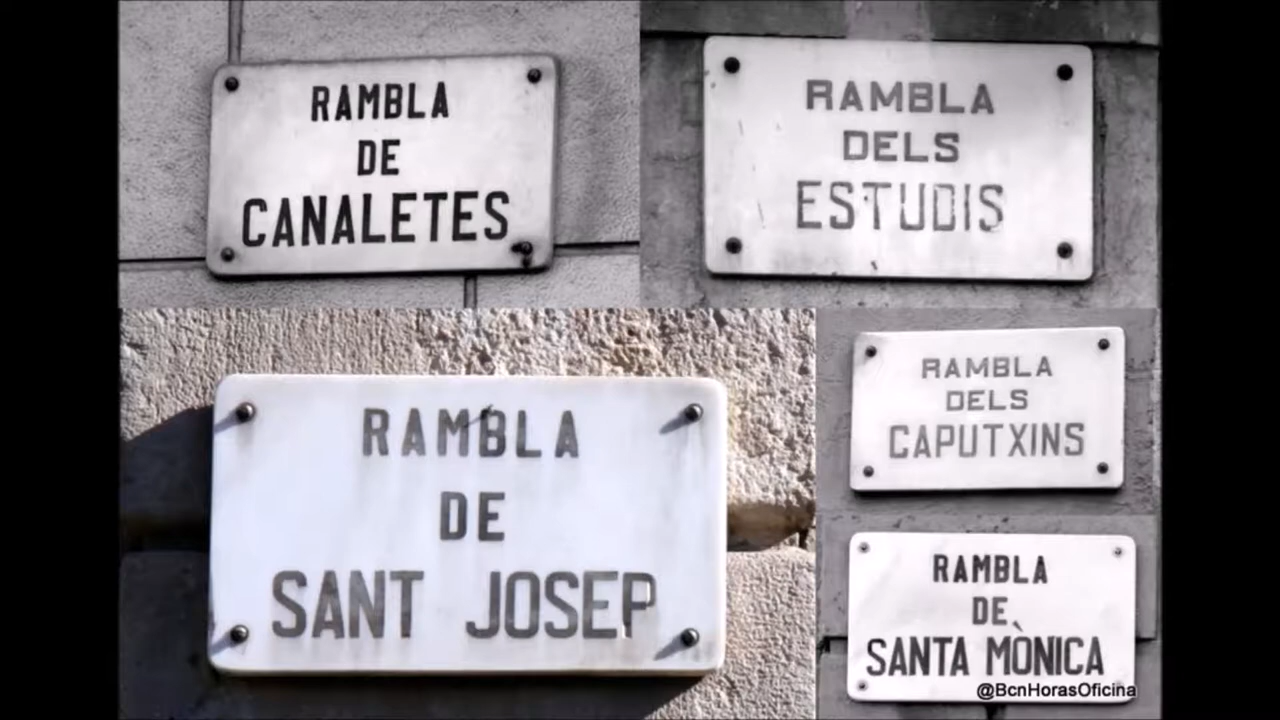 RAMBLA
DE
CANALETES
RAMBLA
DELS
ESTUDIS
RAMBLA
DE
SANT JOSEP
RAMBLA
DELS
CAPUTXINS
RAMBLA
DE
SANTA MÒNICA
@BcnHorasOficina